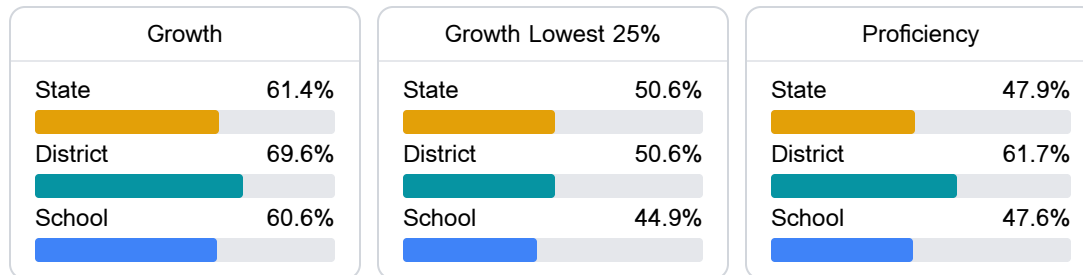 Growth
State 61.4%
District 69.6%
School 60.6%
Growth Lowest 25%
State 50.6%
District 50.6%
School 44.9%
Proficiency
State 47.9%
District 61.7%
School 47.6%